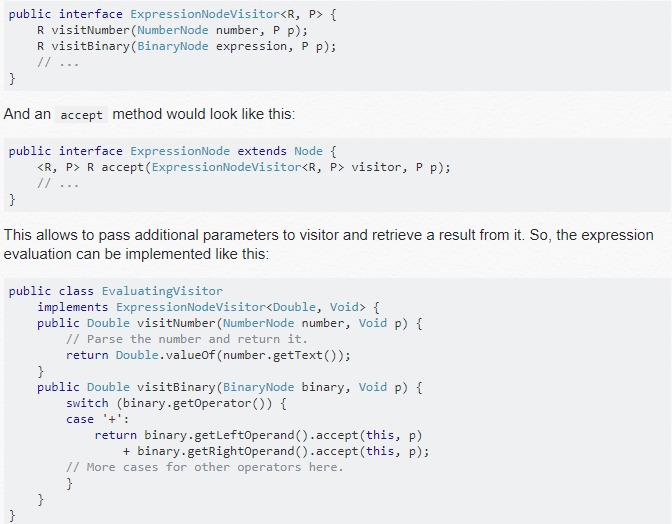 public interface ExpressionNodeVisitor<R, P> {
    R visitNumber(NumberNode number, P p);
    R visitBinary(BinaryNode expression, P p);
    // ...
}
And an accept method would look like this:
public interface ExpressionNode extends Node {
    <R, P> R accept(ExpressionNodeVisitor<R, P> visitor, P p);
    // ...
}
This allows to pass additional parameters to visitor and retrieve a result from it. So, the expression
evaluation can be implemented like this:
public class EvaluatingVisitor
    implements ExpressionNodeVisitor<Double, Void> {
    public Double visitNumber(NumberNode number, Void p) {
        // Parse the number and return it.
        return Double.valueOf(number.getText());
    }
    public Double visitBinary(BinaryNode binary, Void p) {
        switch (binary.getOperator()) {
        case '+':
            return binary.getLeftOperand().accept(this, p)
                + binary.getRightOperand().accept(this, p);
        // More cases for other operators here.
        }
    }
}